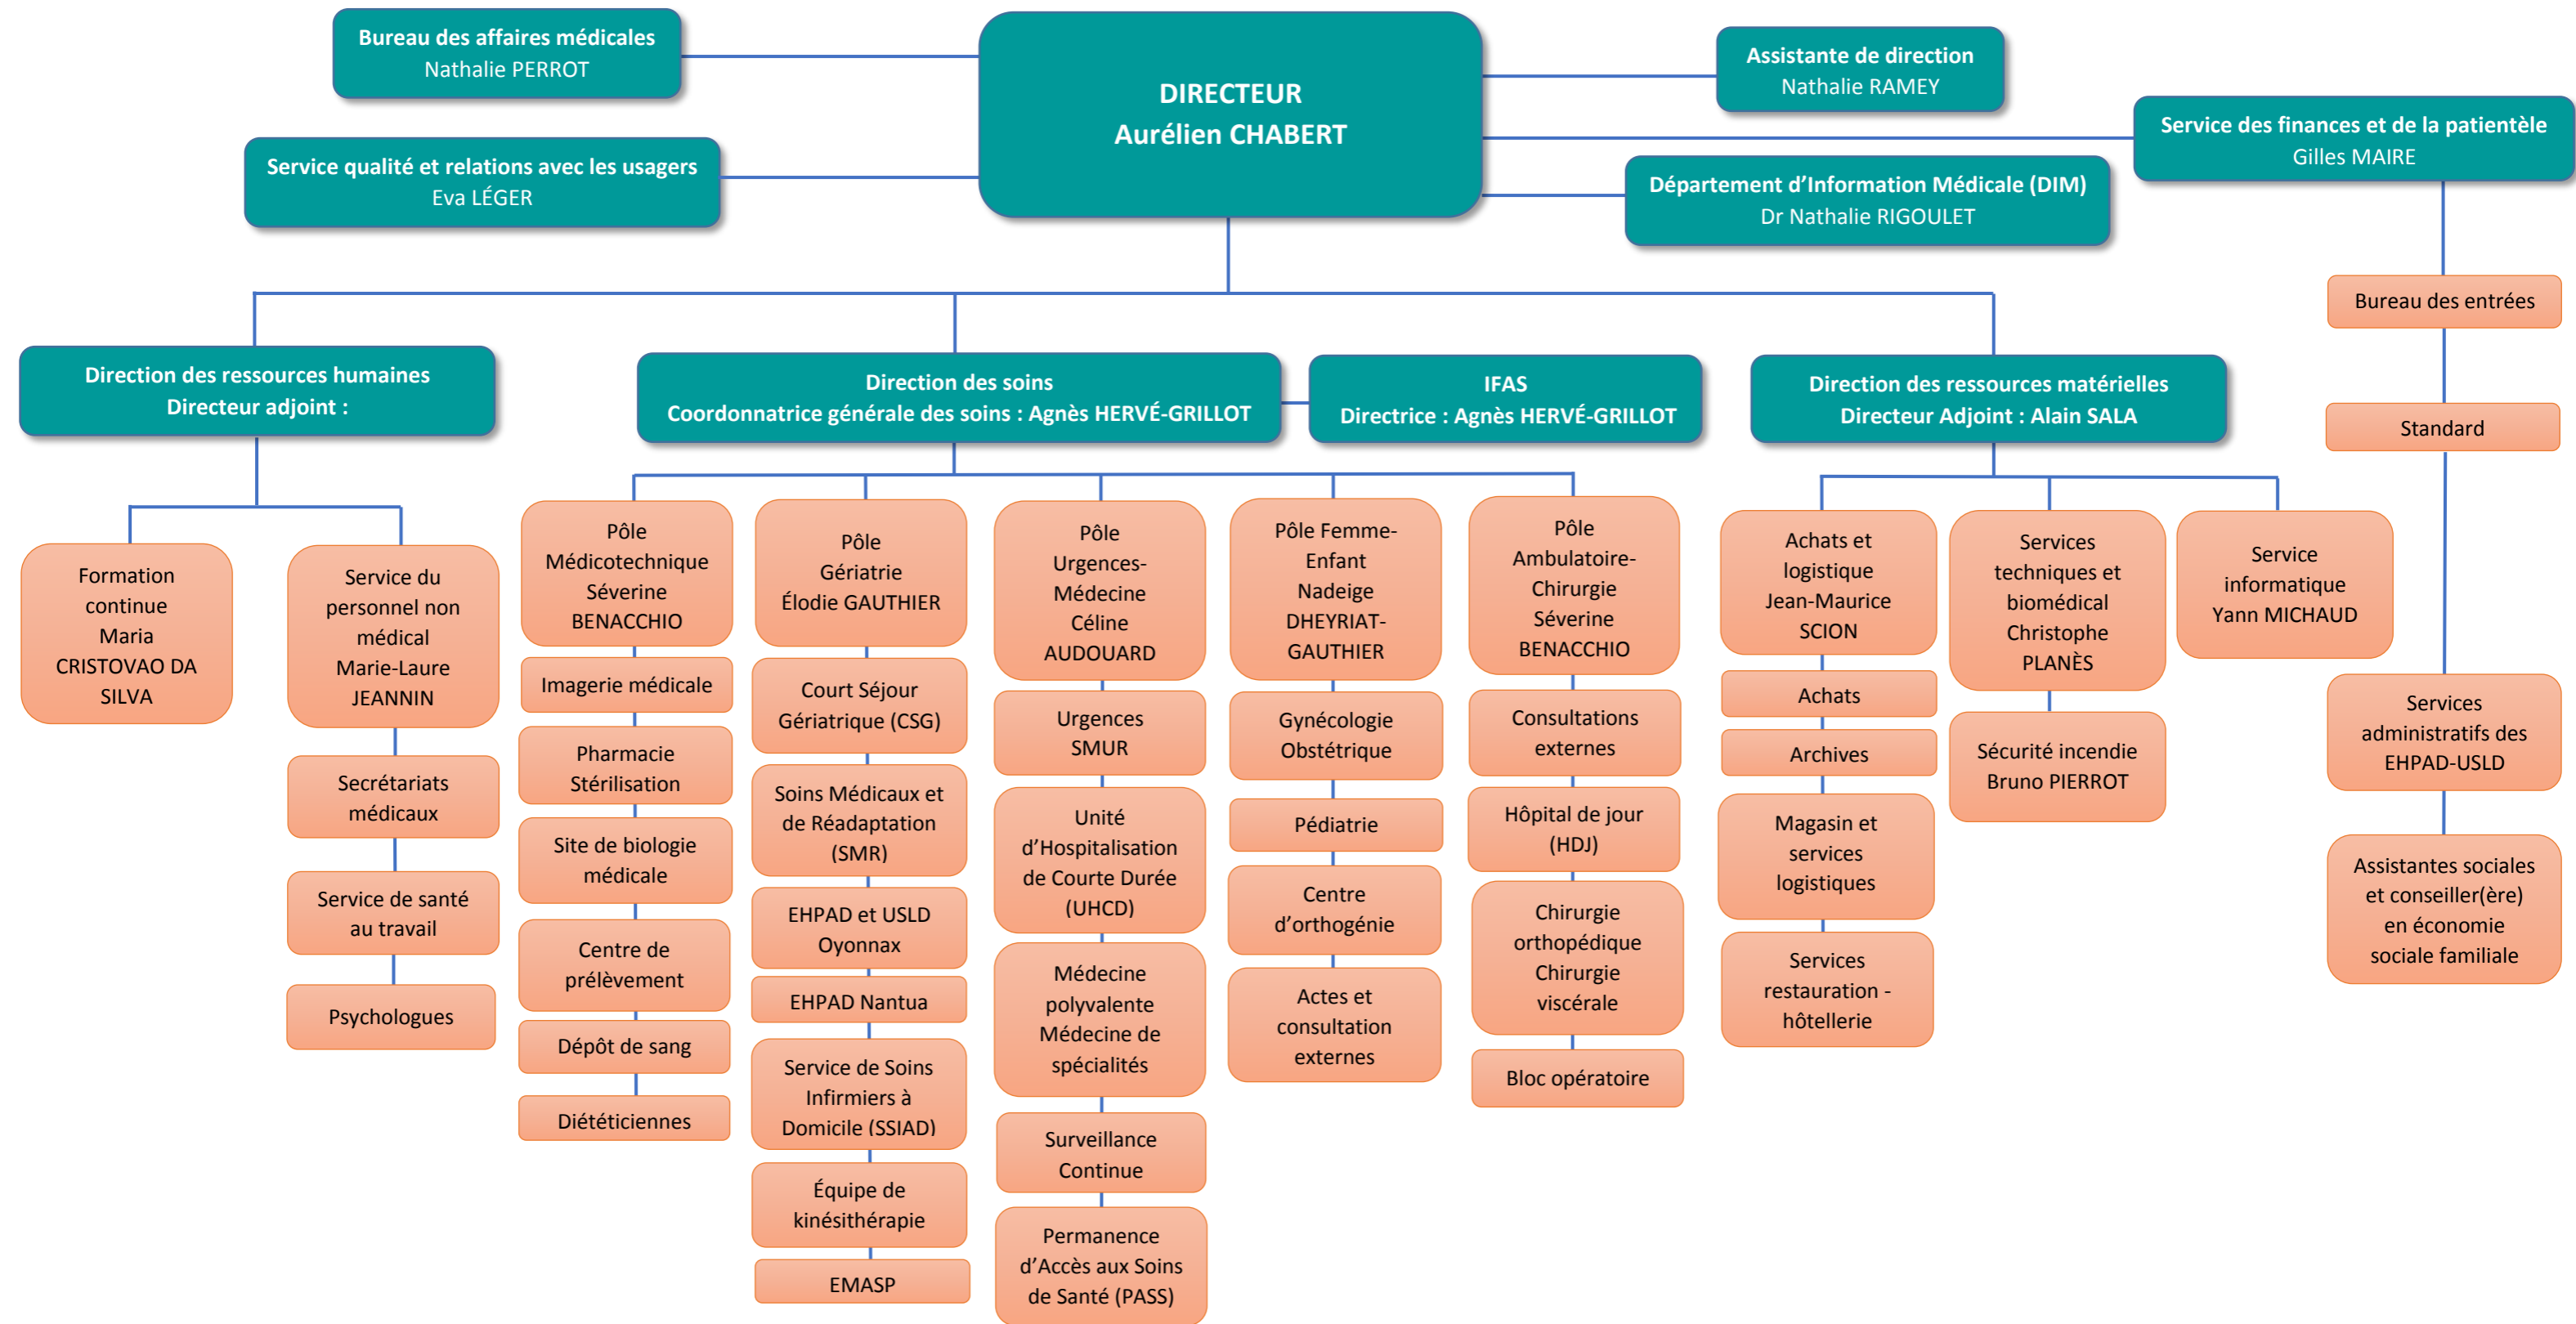 Bureau des affaires médicales
Nathalie PERROT
DIRECTEUR
Aurélien CHABERT
Assistante de direction
Nathalie RAMEY
Service des finances et de la patientèle
Gilles MAIRE
Service qualité et relations avec les usagers
Eva LÉGER
Département d’Information Médicale (DIM)
Dr Nathalie RIGOULET
Direction des ressources humaines
Directeur adjoint :
Direction des soins
Coordonnatrice générale des soins : Agnès HERVÉ-GRILLOT
IFAS
Directrice : Agnès HERVÉ-GRILLOT
Direction des ressources matérielles
Directeur Adjoint : Alain SALA
Formation
continue
Maria
CRISTOVAO DA
SILVA
Service du
personnel non
médical
Marie-Laure
JEANNIN
Secrétariats
médicaux
Service de santé
au travail
Psychologues
Pôle
Médicotechnique
Séverine
BENACCHIO
Imagerie médicale
Pharmacie
Stérilisation
Site de biologie
médicale
Centre de
prélèvement
Dépôt de sang
Diététiciennes
Pôle
Gériatrie
Élodie GAUTHIER
Court Séjour
Gériatrique (CSG)
Soins Médicaux et
de Réadaptation
(SMR)
EHPAD et USLD
Oyonnax
EHPAD Nantua
Service de Soins
Infirmiers à
Domicile (SSIAD)
Équipe de
kinésithérapie
EMASP
Pôle
Urgences-
Médecine
Céline
AUDOUARD
Urgences
SMUR
Unité
d’Hospitalisation
de Courte Durée
(UHCD)
Médecine
polyvalente
Médecine de
spécialités
Surveillance
Continue
Permanence
d’Accès aux Soins
de Santé (PASS)
Pôle Femme-
Enfant
Nadeige
DHEYRIAT-
GAUTHIER
Gynécologie
Obstétrique
Pédiatrie
Centre
d’orthogénie
Actes et
consultation
externes
Pôle
Ambulatoire-
Chirurgie
Séverine
BENACCHIO
Consultations
externes
Hôpital de jour
(HDJ)
Chirurgie
orthopédique
Chirurgie
viscérale
Bloc opératoire
Achats et
logistique
Jean-Maurice
SCION
Achats
Archives
Magasin et
services
logistiques
Services
restauration -
hôtellerie
Services
techniques et
biomédical
Christophe
PLANÈS
Sécurité incendie
Bruno PIERROT
Service
informatique
Yann MICHAUD
Bureau des entrées
Standard
Services
administratifs des
EHPAD-USLD
Assistantes sociales
et conseiller(ère)
en économie
sociale familiale